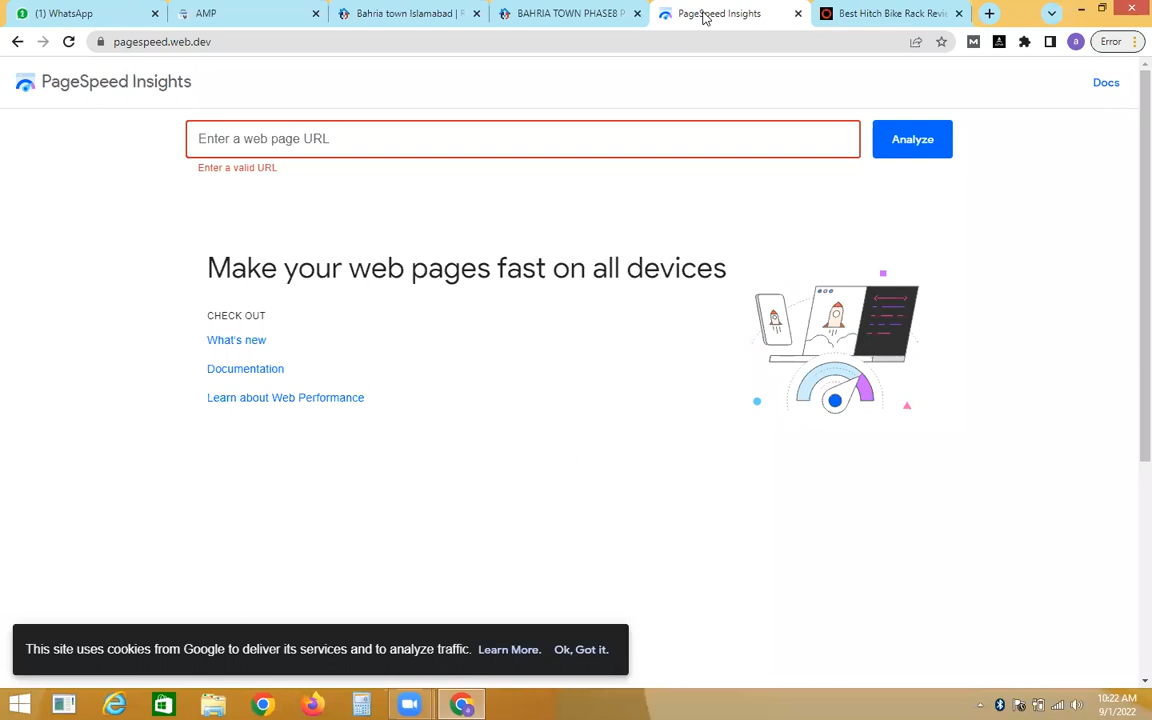 (1) WhatsApp
AMP
Bahria town Islamabad |
BAHRIA TOWN PHASE8 P
PageSpeed Insights
Best Hitch Bike Rack Revie
pagespeed.web.dev
M
a
Error
PageSpeed Insights
Docs
Enter a web page URL
Analyze
Enter a valid URL
Make your web pages fast on all devices
CHECK OUT
What's new
Documentation
Learn about Web Performance
This site uses cookies from Google to deliver its services and to analyze traffic. Learn More. Ok, Got it.
10:22 AM
9/1/2022